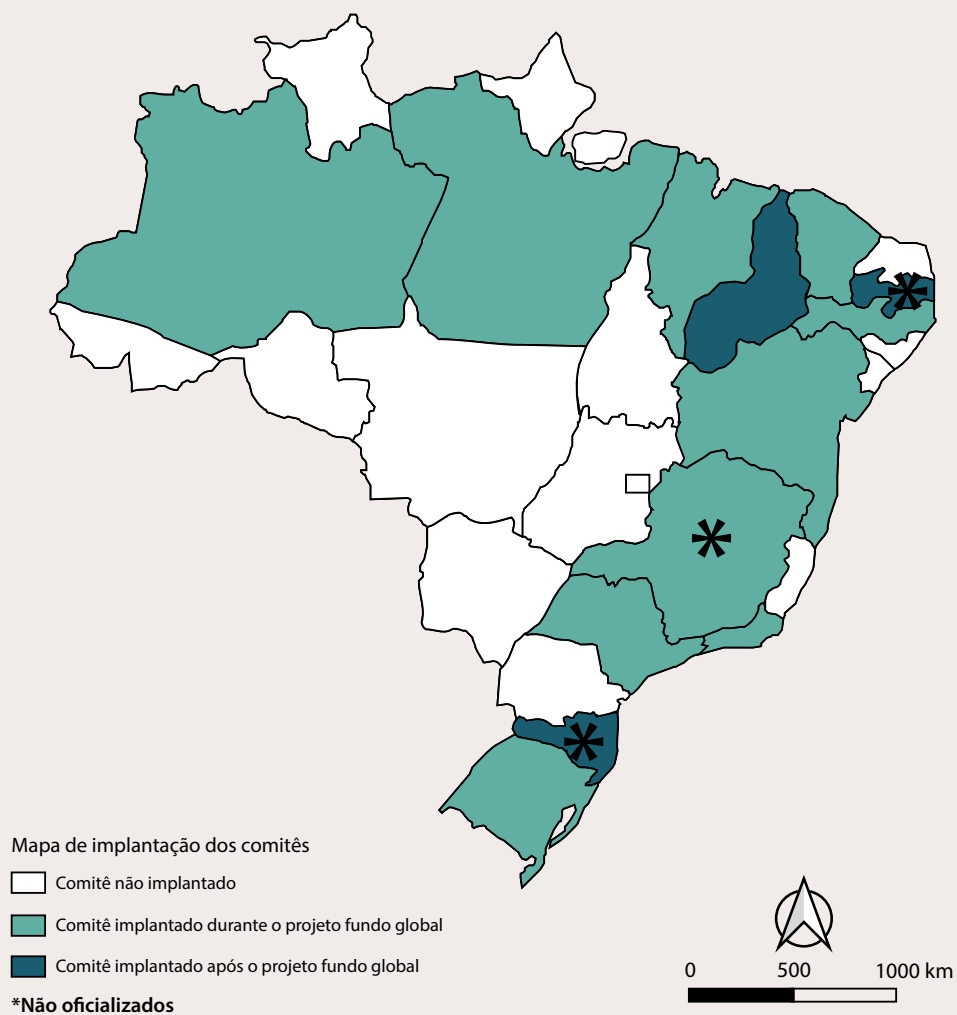 Mapa de implantação dos comitês
Comitê não implantado
Comitê implantado durante o projeto fundo global
Comitê implantado após o projeto fundo global
*Não oficializados
0 500 1000 km